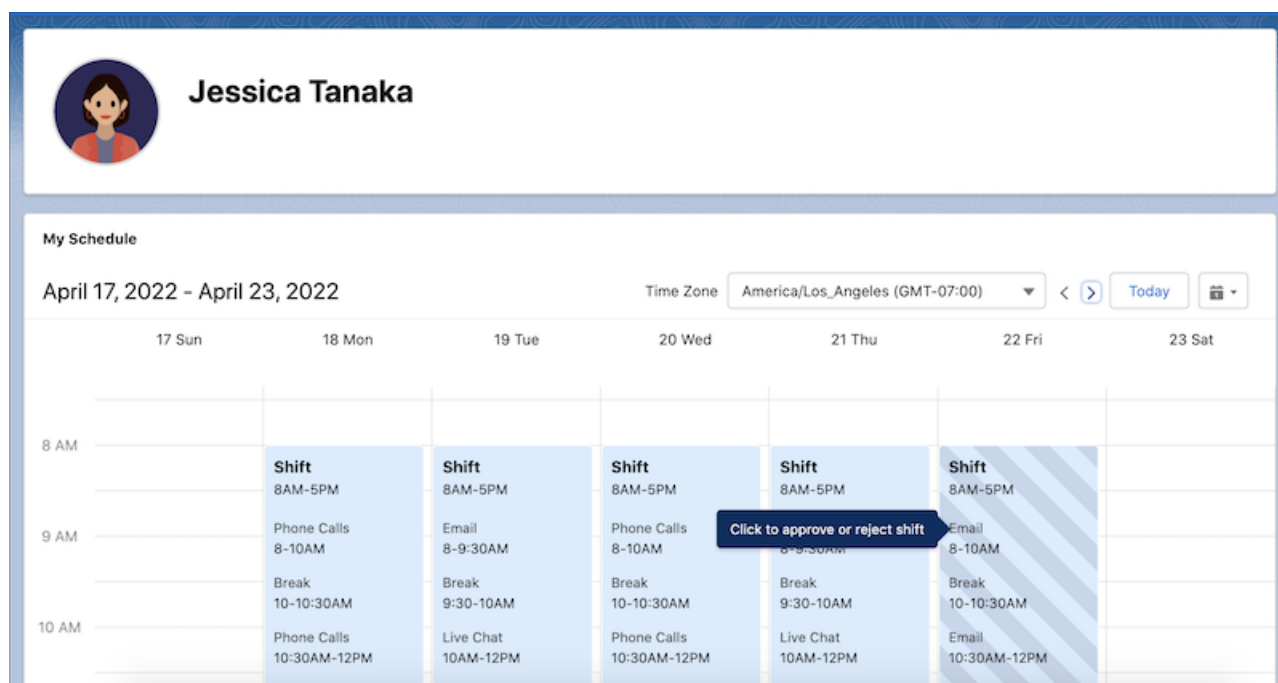 Jessica Tanaka
My Schedule
April 17, 2022 - April 23, 2022
Time Zone
America/Los_Angeles (GMT-07:00)
Today
17 Sun
18 Mon
19 Tue
20 Wed
21 Thu
22 Fri
23 Sat
8 AM
9 AM
10 AM
Shift
8AM-5PM
Phone Calls
8-10AM
Break
10-10:30AM
Phone Calls
10:30AM-12PM
Shift
8AM-5PM
Email
8-9:30AM
Break
9:30-10AM
Live Chat
10AM-12PM
Shift
8AM-5PM
Phone Calls
8-10AM
Break
10-10:30AM
Phone Calls
10:30AM-12PM
Shift
8AM-5PM
Click to approve or reject shift
Break
9:30-10AM
Live Chat
10AM-12PM
Shift
8AM-5PM
Email
8-10AM
Break
10-10:30AM
Email
10:30AM-12PM